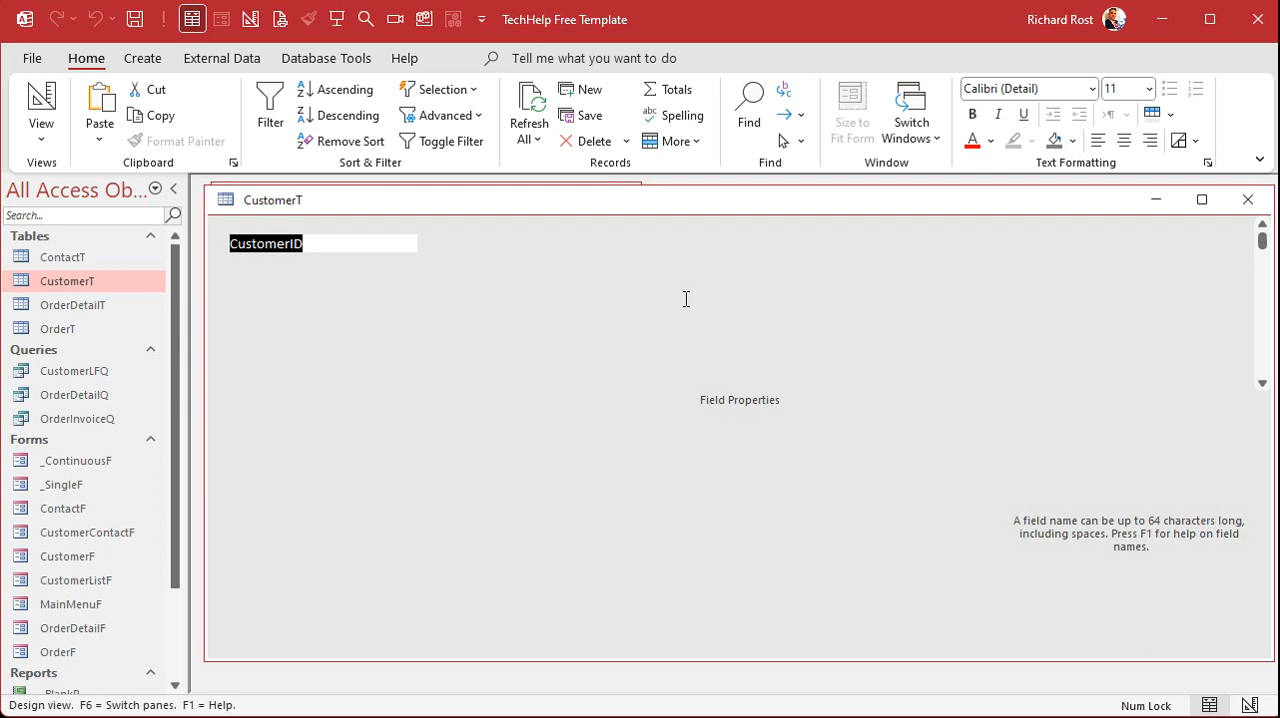 TechHelp Free Template
Richard Rost
File
Home
Create
External Data
Database Tools
Help
Tell me what you want to do
View
Views
Paste
Cut
Copy
Format Painter
Clipboard
Filter
Ascending
Descending
Remove Sort
Selection
Advanced
Toggle Filter
Sort & Filter
Refresh
All
New
Save
Delete
Totals
Spelling
More
Records
Find
Find
Size to
Fit Form
Switch
Windows
Window
Calibri (Detail)
11
B
I
U
A
Text Formatting
All Access Ob...
Search...
Tables
ContactT
CustomerT
OrderDetailT
OrderT
Queries
CustomerLFQ
OrderDetailQ
OrderInvoiceQ
Forms
_ContinuousF
_SingleF
ContactF
CustomerContactF
CustomerF
CustomerListF
MainMenuF
OrderDetailF
OrderF
Reports
CustomerT
CustomerID
Field Properties
A field name can be up to 64 characters long,
including spaces. Press F1 for help on field
names.
Design view. F6 = Switch panes. F1 = Help.
Num Lock